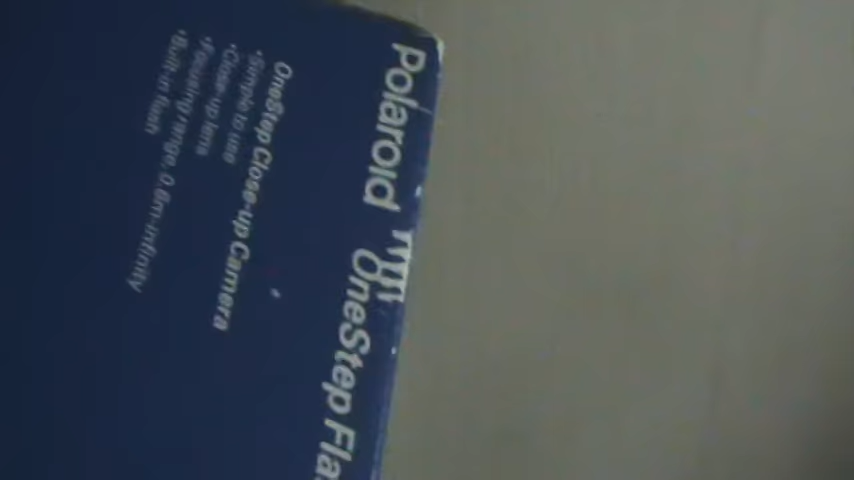 Polaroid OneStep Fla
OneStep Close-up Camera
•Simple to use
•Close-up lens
•Focusing range, 0.6m-infinity
•Built-in flash